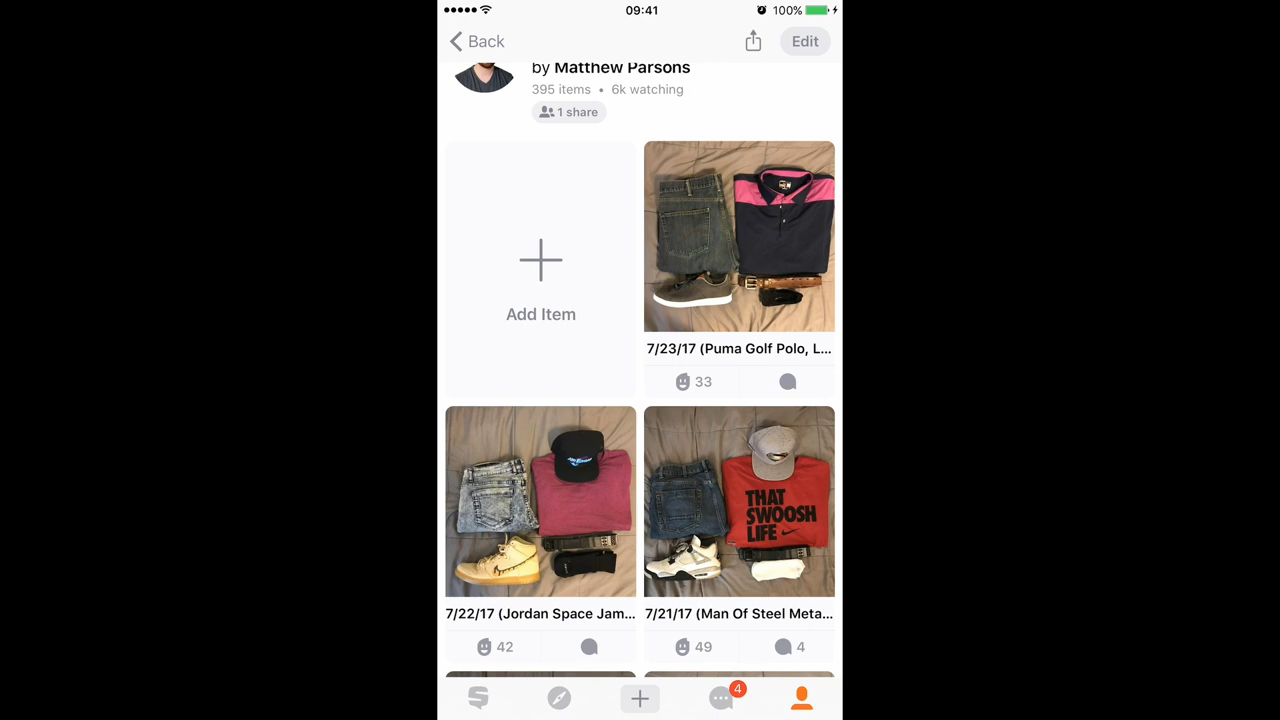 09:41
100%
Back
Edit
by Matthew Parsons
395 items • 6k watching
1 share
Add Item
7/23/17 (Puma Golf Polo, L...
33
THAT
SWOOSH
LIFE
7/22/17 (Jordan Space Jam...
7/21/17 (Man Of Steel Meta...
42
49
4
4